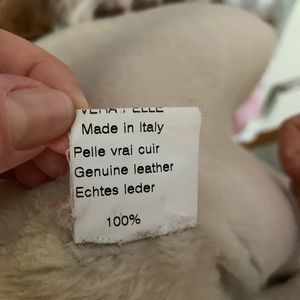 VERA PELLE
Made in Italy
Pelle vrai cuir
Genuine leather
Echtes leder
100%